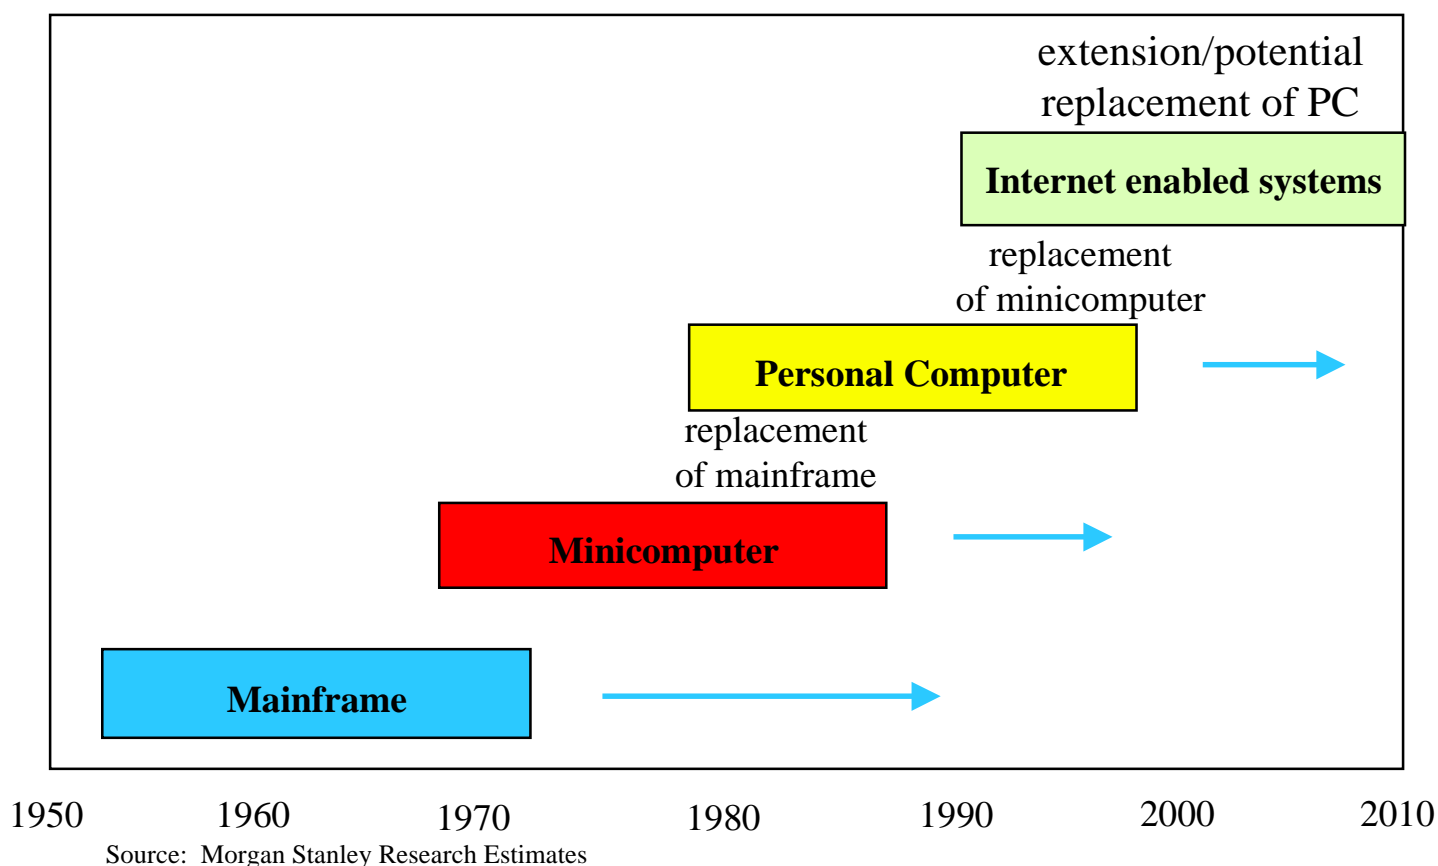 extension/potential
replacement of PC
Internet enabled systems
replacement
of minicomputer
Personal Computer
replacement
of mainframe
Minicomputer
Mainframe
1950 1960 1970 1980 1990 2000 2010
Source: Morgan Stanley Research Estimates